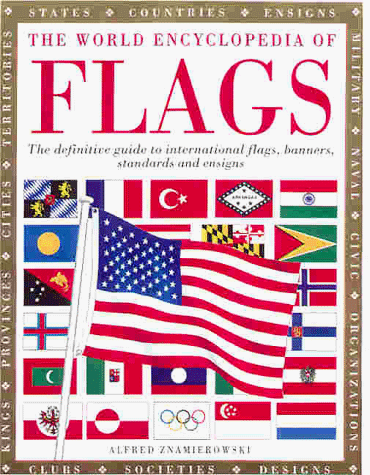 STATES ❖ COUNTRIES ❖ ENSIGNS
THE WORLD ENCYCLOPEDIA OF
FLAGS
The definitive guide to international flags, banners,
standards and ensigns
ARKANSAS
ALFRED ZNAMIEROWSKI
KINGS ❖ PROVINCES ❖ CITIES ❖ TERRITORIES
MILITARY ❖ NAVAL ❖ CIVIC ❖ ORGANIZATIONS
CLUBS ❖ SOCIETIES ❖ DESIGNS